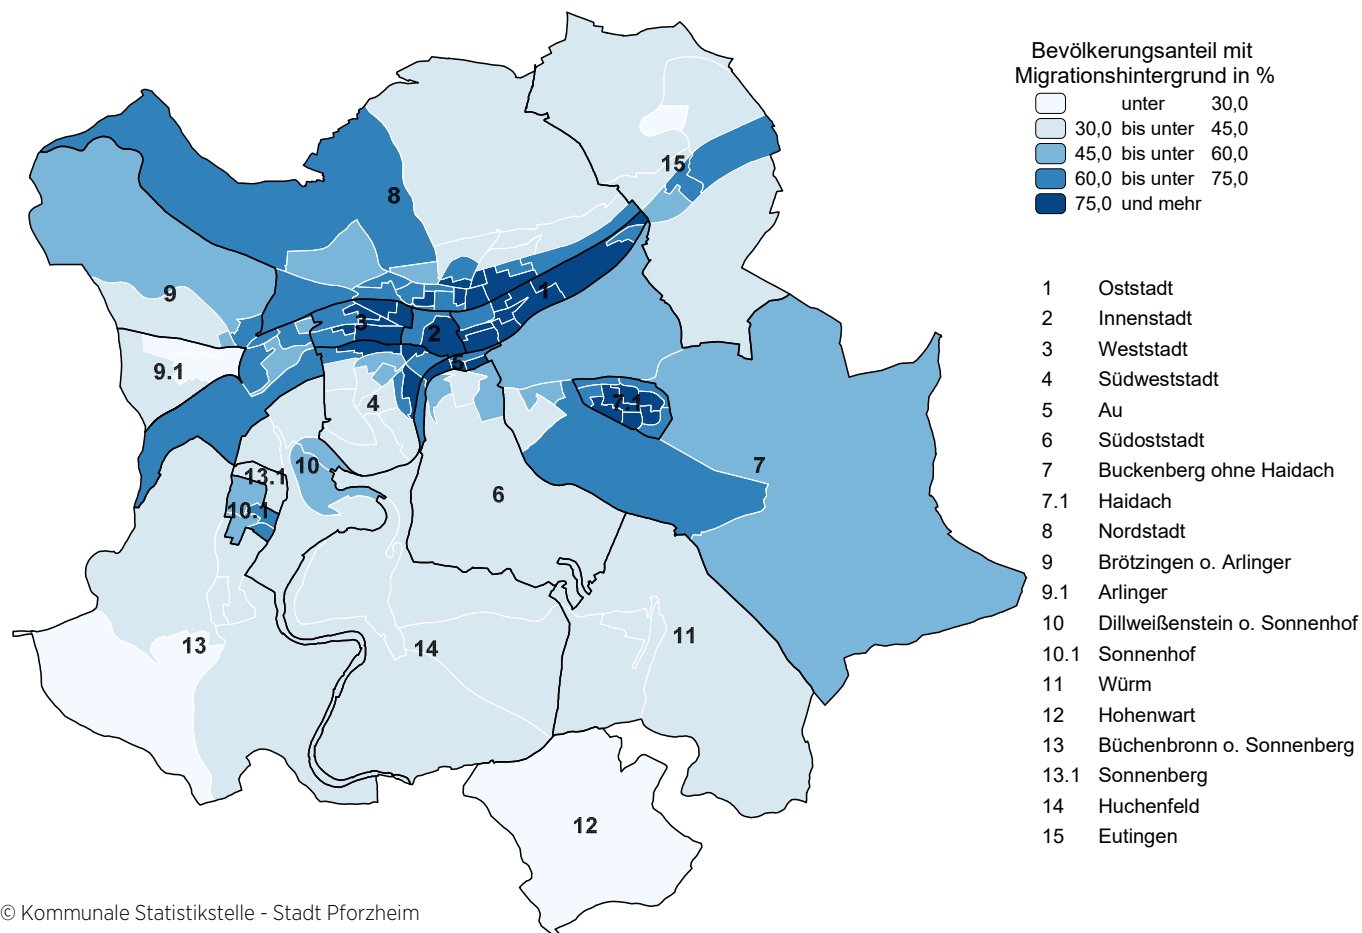 Bevölkerungsanteil mit
Migrationshintergrund in %
unter 30,0
30,0 bis unter 45,0
45,0 bis unter 60,0
60,0 bis unter 75,0
75,0 und mehr
1 Oststadt
2 Innenstadt
3 Weststadt
4 Südweststadt
5 Au
6 Südoststadt
7 Buckenberg ohne Haidach
7.1 Haidach
8 Nordstadt
9 Brötzingen o. Arlinger
9.1 Arlinger
10 Dillweißenstein o. Sonnenhof
10.1 Sonnenhof
11 Würm
12 Hohenwart
13 Büchenbronn o. Sonnenberg
13.1 Sonnenberg
14 Huchenfeld
15 Eutingen
15
8
9
1
3
2
5
9.1
4
7.1
10
7
13.1
6
10.1
11
13
14
12
© Kommunale Statistikstelle - Stadt Pforzheim